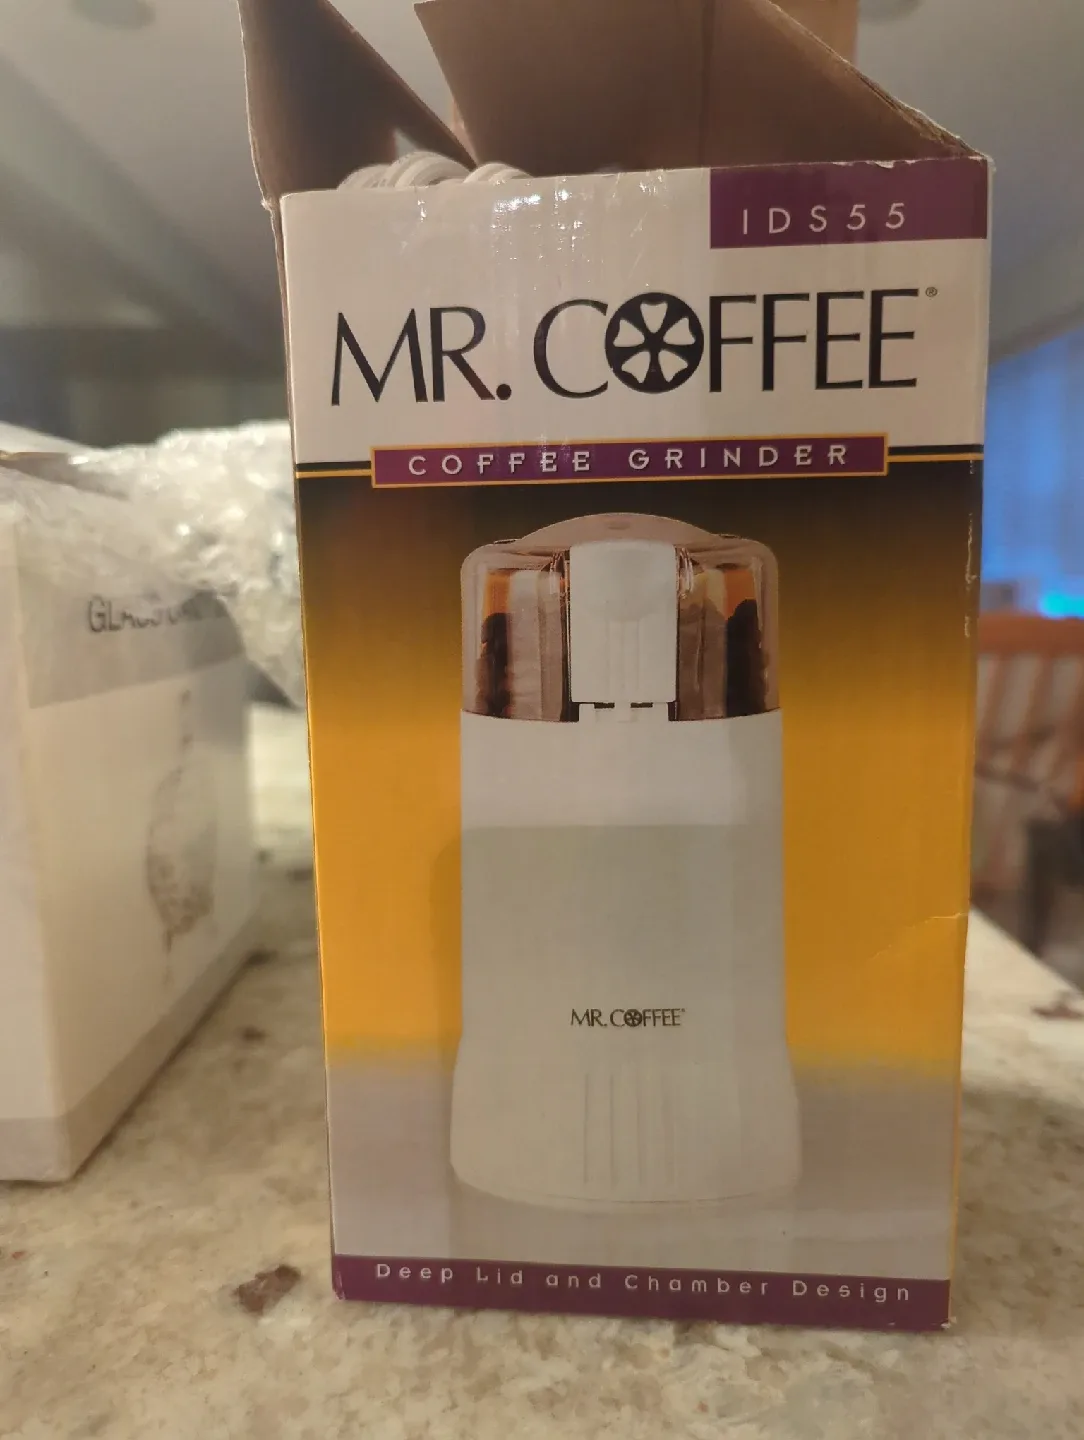 IDS55
MR. COFFEE®
COFFEE GRINDER
MR. COFFEE®
Deep Lid and Chamber Design